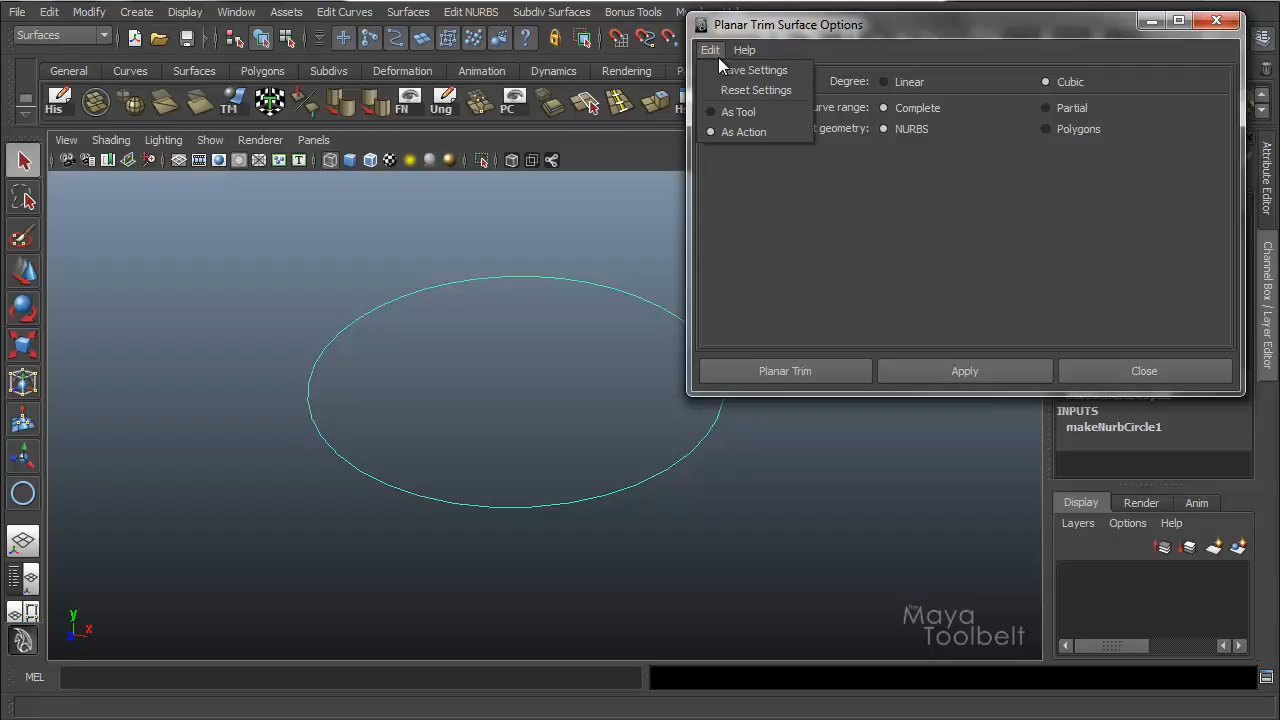 File Edit Modify Create Display Window Assets Edit Curves Surfaces Edit NURBS Subdiv Surfaces Bonus Tools
Surfaces
General Curves Surfaces Polygons Subdivs Deformation Animation Dynamics Rendering
His TM FN Ung PC His
View Shading Lighting Show Renderer Panels
Planar Trim Surface Options
Edit Help
Save Settings
Reset Settings
As Tool
As Action
Degree: Linear Cubic
Curve range: Complete Partial
geometry: NURBS Polygons
Planar Trim Apply Close
Attribute Editor
Channel Box / Layer Editor
INPUTS
makeNurbCircle1
Display Render Anim
Layers Options Help
y
x
the
Maya
Toolbelt
MEL